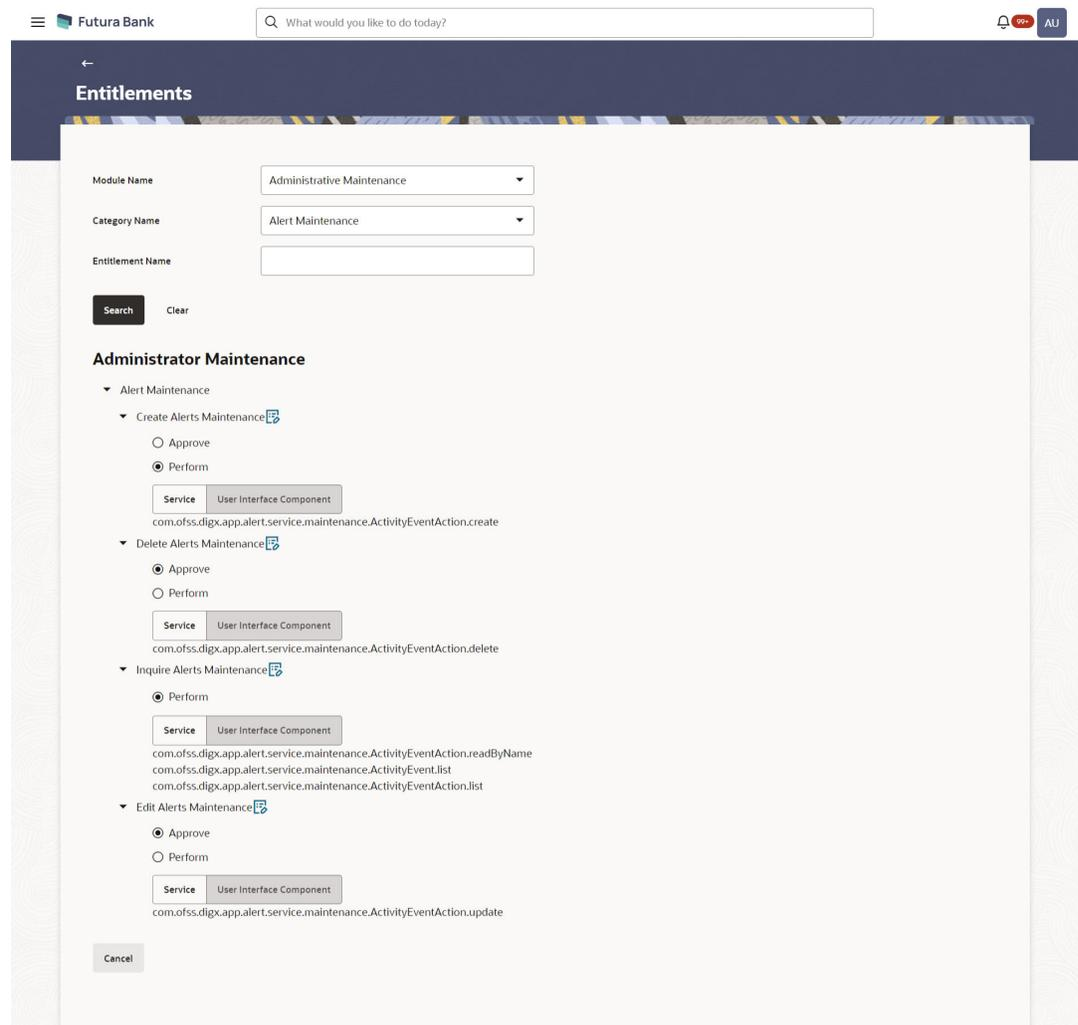 Futura Bank
What would you like to do today?
99+
AU
Entitlements
Module Name
Administrative Maintenance
Category Name
Alert Maintenance
Entitlement Name
Search Clear
Administrator Maintenance
Alert Maintenance
Create Alerts Maintenance
Approve
Perform
Service User Interface Component
com.ofss.digx.app.alert.service.maintenance.ActivityEventAction.create
Delete Alerts Maintenance
Approve
Perform
Service User Interface Component
com.ofss.digx.app.alert.service.maintenance.ActivityEventAction.delete
Inquire Alerts Maintenance
Perform
Service User Interface Component
com.ofss.digx.app.alert.service.maintenance.ActivityEventAction.readByName
com.ofss.digx.app.alert.service.maintenance.ActivityEvent.list
com.ofss.digx.app.alert.service.maintenance.ActivityEventAction.list
Edit Alerts Maintenance
Approve
Perform
Service User Interface Component
com.ofss.digx.app.alert.service.maintenance.ActivityEventAction.update
Cancel